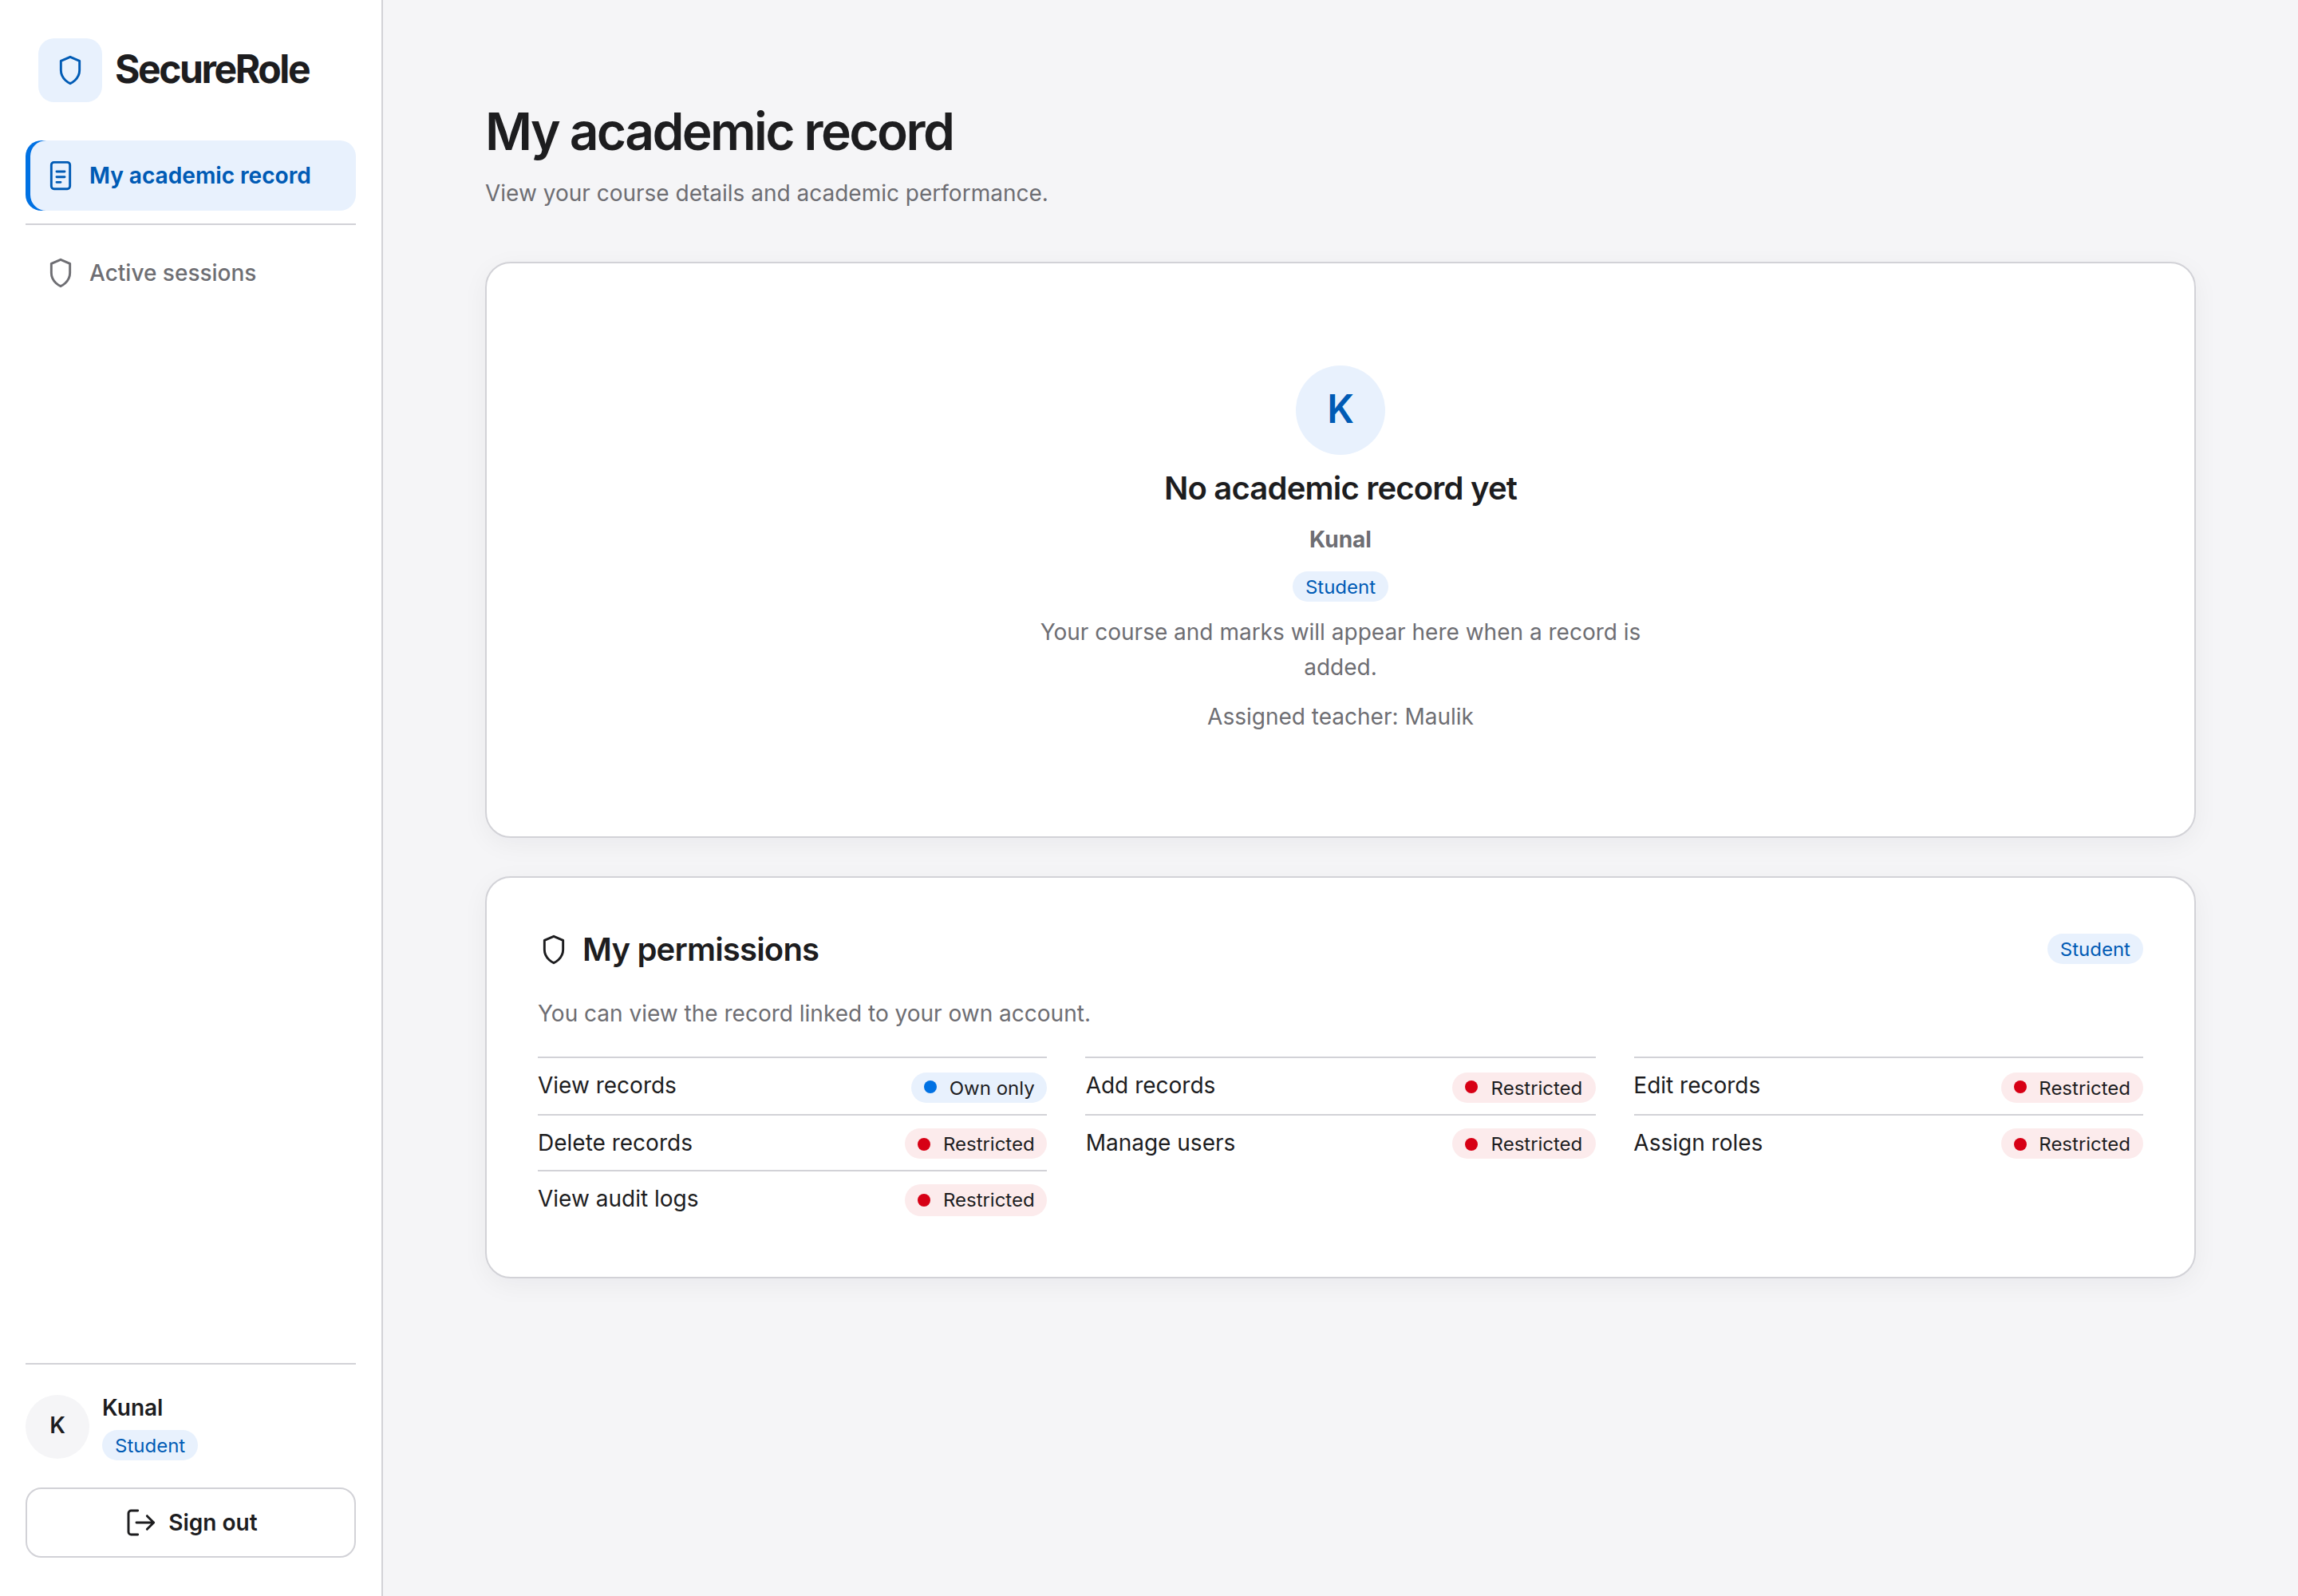 SecureRole
My academic record
Active sessions
My academic record
View your course details and academic performance.
K
No academic record yet
Kunal
Student
Your course and marks will appear here when a record is
added.
Assigned teacher: Maulik
My permissions
Student
You can view the record linked to your own account.
View records Own only Add records Restricted Edit records Restricted
Delete records Restricted Manage users Restricted Assign roles Restricted
View audit logs Restricted
K
Kunal
Student
Sign out